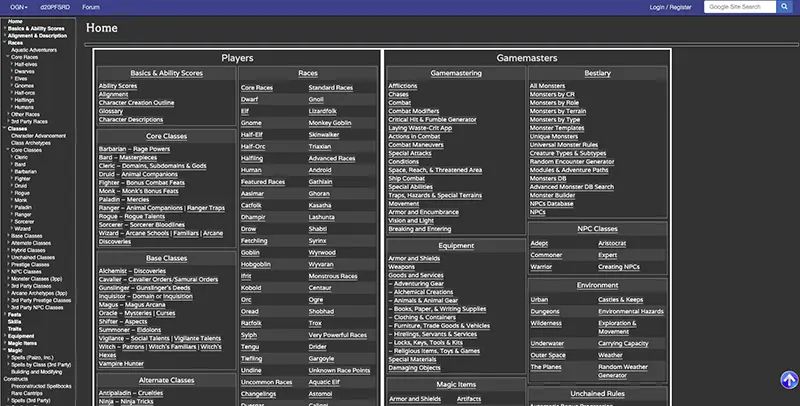 OGN
d20PFSRD
Forum
Login / Register
Google Site Search
Home
Basics & Ability Scores
Alignment & Description
Races
Aquatic Adventurers
Core Races
Half-elves
Dwarves
Elves
Gnomes
Half-orcs
Halflings
Humans
Other Races
3rd Party Races
Classes
Character Advancement
Class Archetypes
Core Classes
Cleric
Bard
Barbarian
Fighter
Druid
Rogue
Monk
Paladin
Ranger
Sorcerer
Wizard
Base Classes
Alternate Classes
Hybrid Classes
Unchained Classes
Prestige Classes
NPC Classes
Monster Classes (3pp)
3rd Party Classes
Arcane Archetypes (3pp)
3rd Party Prestige Classes
3rd Party NPC Classes
Feats
Skills
Traits
Equipment
Magic Items
Magic
Spells (Paizo, Inc.)
Spells by Class (3rd Party)
Building and Modifying
Constructs
Preconstructed Spellbooks
Rare Cantrips
Spells (3rd Party)
Home
Players
Basics & Ability Scores
Ability Scores
Alignment
Character Creation Outline
Glossary
Character Descriptions
Core Classes
Barbarian – Rage Powers
Bard – Masterpieces
Cleric – Domains, Subdomains & Gods
Druid – Animal Companions
Fighter – Bonus Combat Feats
Monk – Monk's Bonus Feats
Paladin – Mercies
Ranger – Animal Companions | Ranger Traps
Rogue – Rogue Talents
Sorcerer – Sorcerer Bloodlines
Wizard – Arcane Schools | Familiars | Arcane
Discoveries
Base Classes
Alchemist – Discoveries
Cavalier – Cavalier Orders/Samurai Orders
Gunslinger – Gunslinger's Deeds
Inquisitor – Domain or Inquisition
Magus – Magus Arcana
Oracle – Mysteries | Curses
Shifter – Aspects
Summoner – Eidolons
Vigilante – Social Talents | Vigilante Talents
Witch – Patrons | Witch's Familiars | Witch's
Hexes
Vampire Hunter
Alternate Classes
Antipaladin – Cruelties
Ninja – Ninja Tricks
Races
Core Races Standard Races
Dwarf Gnoll
Elf Lizardfolk
Gnome Monkey Goblin
Half-Elf Skinwalker
Half-Orc Triaxian
Halfling Advanced Races
Human Android
Featured Races Gathlain
Aasimar Ghoran
Catfolk Kasatha
Dhampir Lashunta
Drow Shabti
Fetchling Syrinx
Goblin Wyrwood
Hobgoblin Wyvaran
Ifrit Monstrous Races
Kobold Centaur
Orc Ogre
Oread Shobhad
Ratfolk Trox
Sylph Very Powerful Races
Tengu Drider
Tiefling Gargoyle
Undine Unknown Race Points
Uncommon Races Aquatic Elf
Changelings Astomoi
Duergar Caligni
Gamemasters
Gamemastering
Afflictions
Chases
Combat
Combat Modifiers
Critical Hit & Fumble Generator
Laying Waste-Crit App
Actions in Combat
Combat Maneuvers
Special Attacks
Conditions
Space, Reach, & Threatened Area
Ship Combat
Special Abilities
Traps, Hazards & Special Terrains
Movement
Armor and Encumbrance
Vision and Light
Breaking and Entering
Equipment
Armor and Shields
Weapons
Goods and Services
– Adventuring Gear
– Alchemical Creations
– Animals & Animal Gear
– Books, Paper, & Writing Supplies
– Clothing & Containers
– Furniture, Trade Goods & Vehicles
– Hirelings, Servants & Services
– Locks, Keys, Tools & Kits
– Religious Items, Toys & Games
Special Materials
Damaging Objects
Magic Items
Armor and Shields Artifacts
Bestiary
All Monsters
Monsters by CR
Monsters by Role
Monsters by Terrain
Monsters by Type
Monster Templates
Unique Monsters
Universal Monster Rules
Creature Types & Subtypes
Random Encounter Generator
Modules & Adventure Paths
Monsters DB
Advanced Monster DB Search
Monster Builder
NPCs Database
NPCs
NPC Classes
Adept Aristocrat
Commoner Expert
Warrior Creating NPCs
Environment
Urban Castles & Keeps
Dungeons Environmental Hazards
Wilderness Exploration &
Movement
Underwater Carrying Capacity
Outer Space Weather
The Planes Random Weather
Generator
Unchained Rules